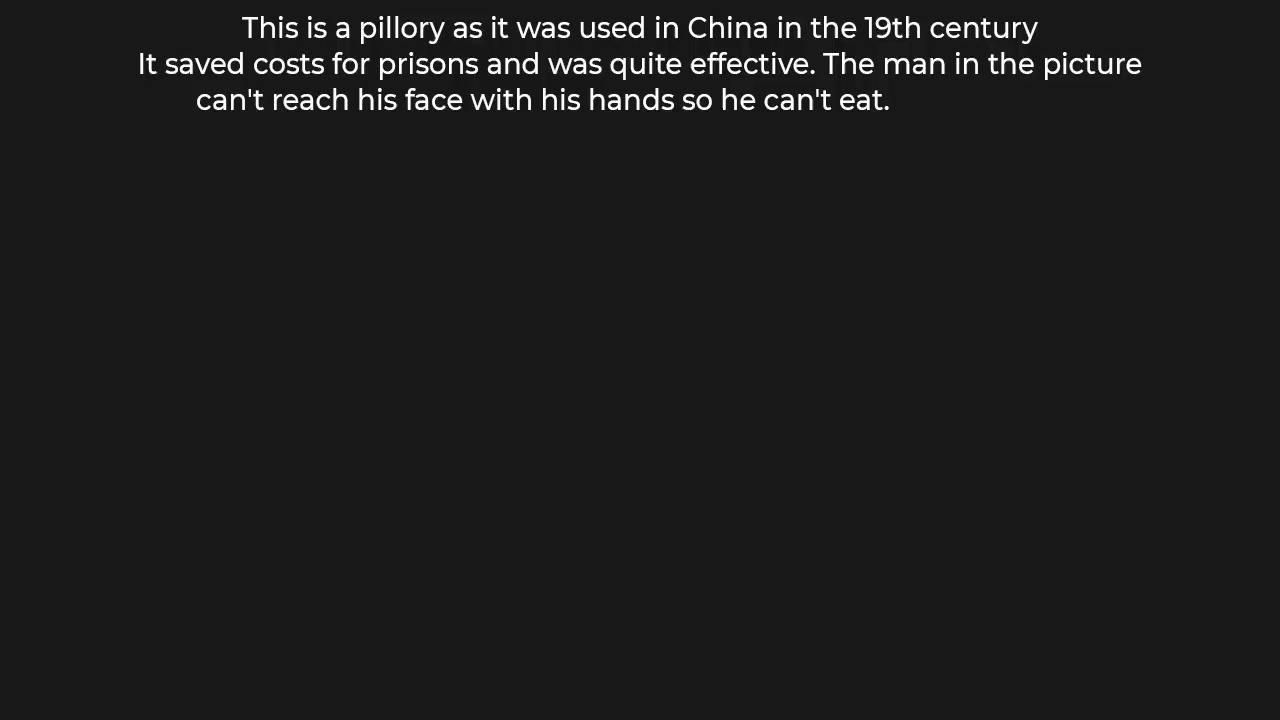 This is a pillory as it was used in China in the 19th century
It saved costs for prisons and was quite effective. The man in the picture
can't reach his face with his hands so he can't eat.